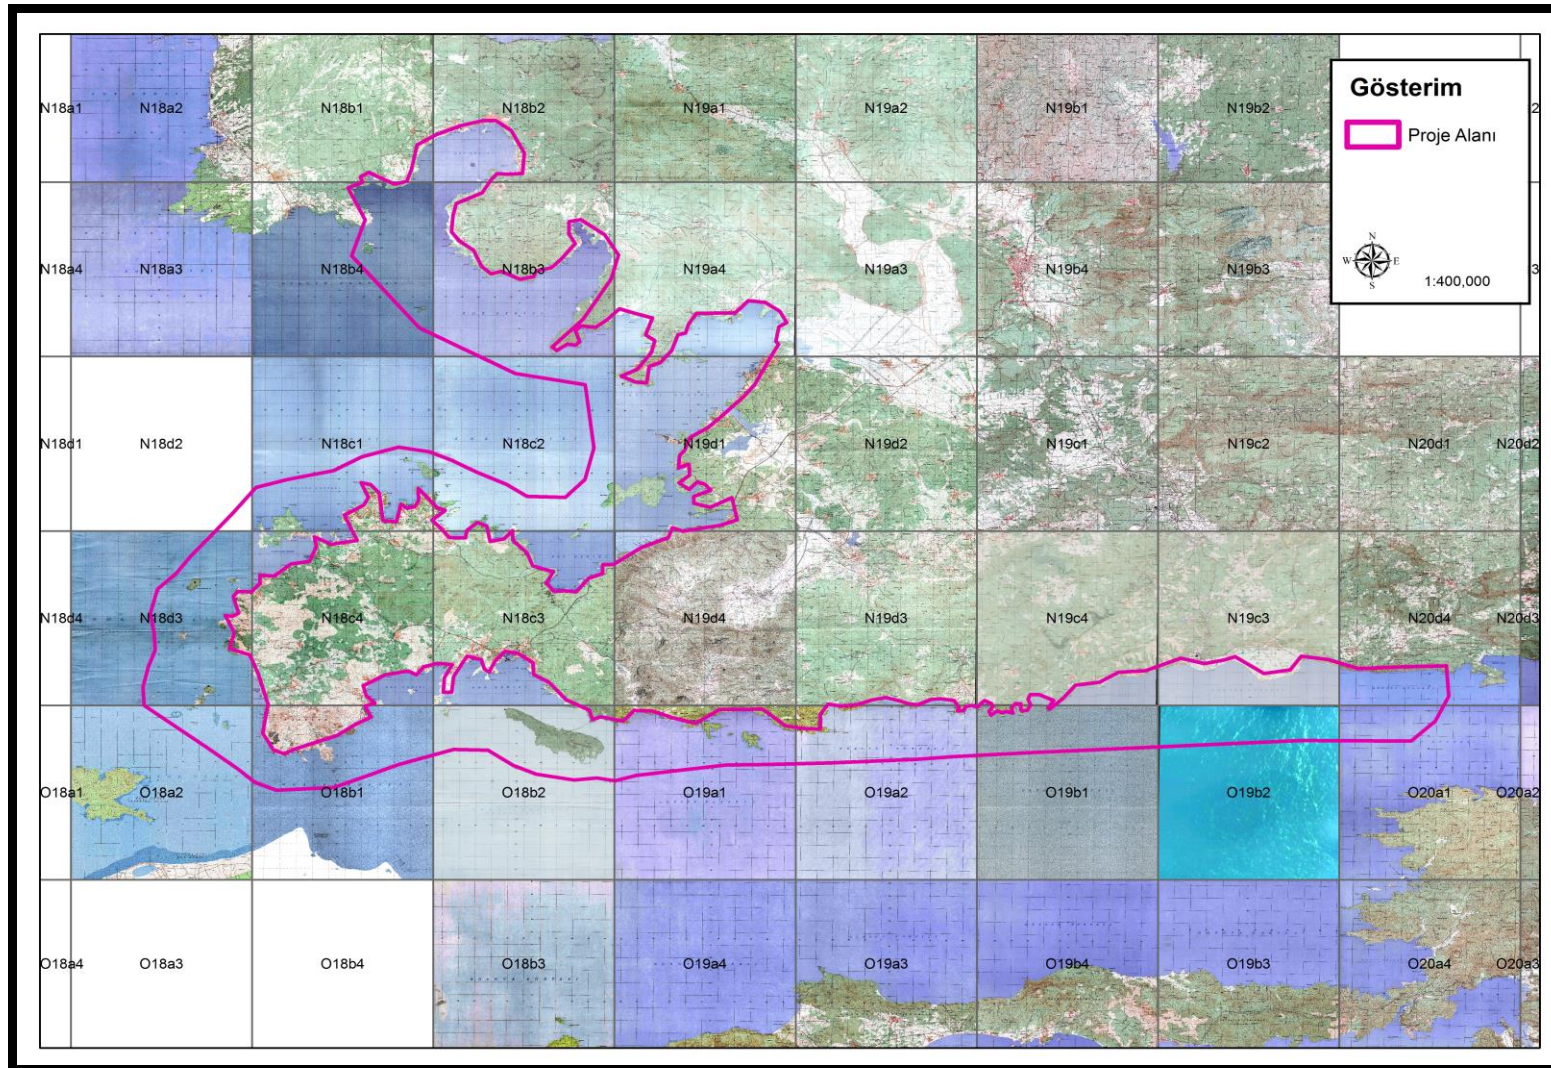 Gösterim
Proje Alanı
N
W E
S
1:400,000
N18a1 N18a2 N18b1 N18b2 N19a1 N19a2 N19b1 N19b2 2
N18a4 N18a3 N18b4 N18b3 N19a4 N19a3 N19b4 N19b3 3
N18d1 N18d2 N18c1 N18c2 N19d1 N19d2 N19c1 N19c2 N20d1 N20d2
N18d4 N18d3 N18c4 N18c3 N19d4 N19d3 N19c4 N19c3 N20d4 N20d3
O18a1 O18a2 O18b1 O18b2 O19a1 O19a2 O19b1 O19b2 O20a1 O20a2
O18a4 O18a3 O18b4 O18b3 O19a4 O19a3 O19b4 O19b3 O20a4 O20a3